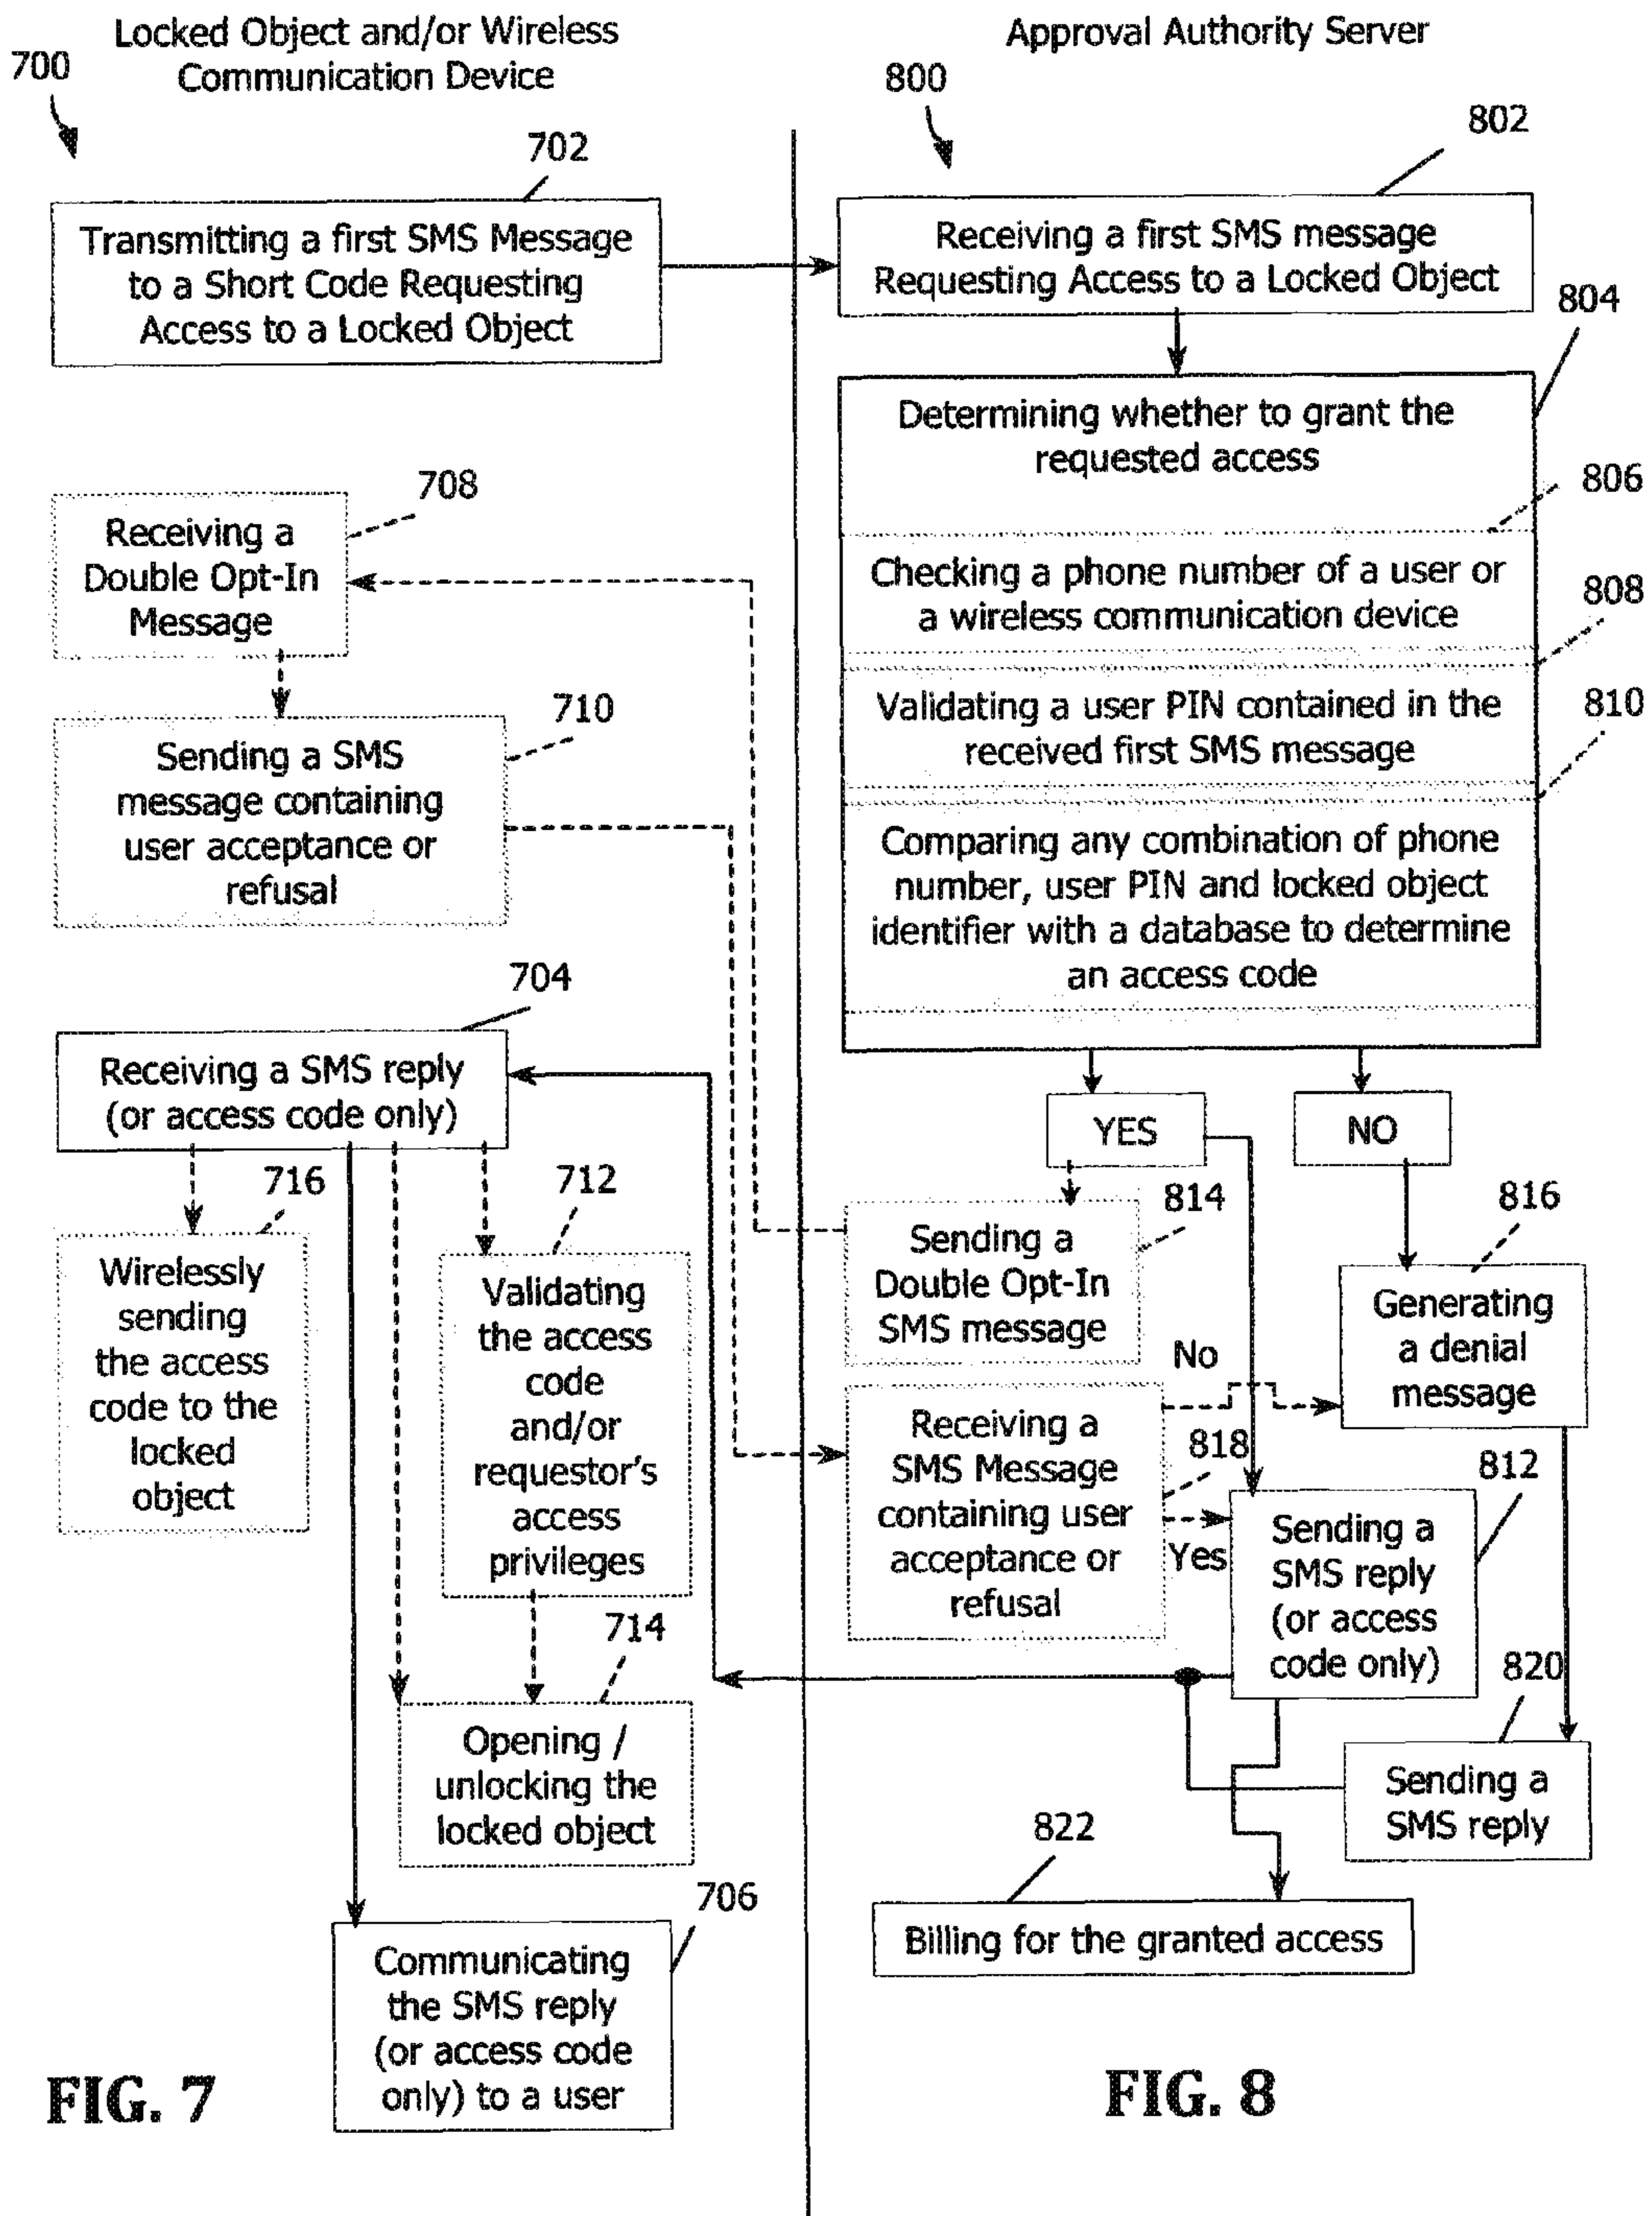 Locked Object and/or Wireless
Communication Device
700
702
Transmitting a first SMS Message
to a Short Code Requesting
Access to a Locked Object
708
Receiving a
Double Opt-In
Message
710
Sending a SMS
message containing
user acceptance or
refusal
704
Receiving a SMS reply
(or access code only)
716
Wirelessly
sending
the access
code to the
locked
object
712
Validating
the access
code
and/or
requestor's
access
privileges
714
Opening /
unlocking the
locked object
706
Communicating
the SMS reply
(or access code
only) to a user
FIG. 7
Approval Authority Server
800
802
Receiving a first SMS message
Requesting Access to a Locked Object
804
Determining whether to grant the
requested access
806
Checking a phone number of a user or
a wireless communication device
808
Validating a user PIN contained in the
received first SMS message
810
Comparing any combination of phone
number, user PIN and locked object
identifier with a database to determine
an access code
YES
NO
814
Sending a
Double Opt-In
SMS message
816
Generating
a denial
message
No
818
Receiving a
SMS Message
containing user
acceptance or
refusal
Yes
812
Sending a
SMS reply
(or access
code only)
820
Sending a
SMS reply
822
Billing for the granted access
FIG. 8